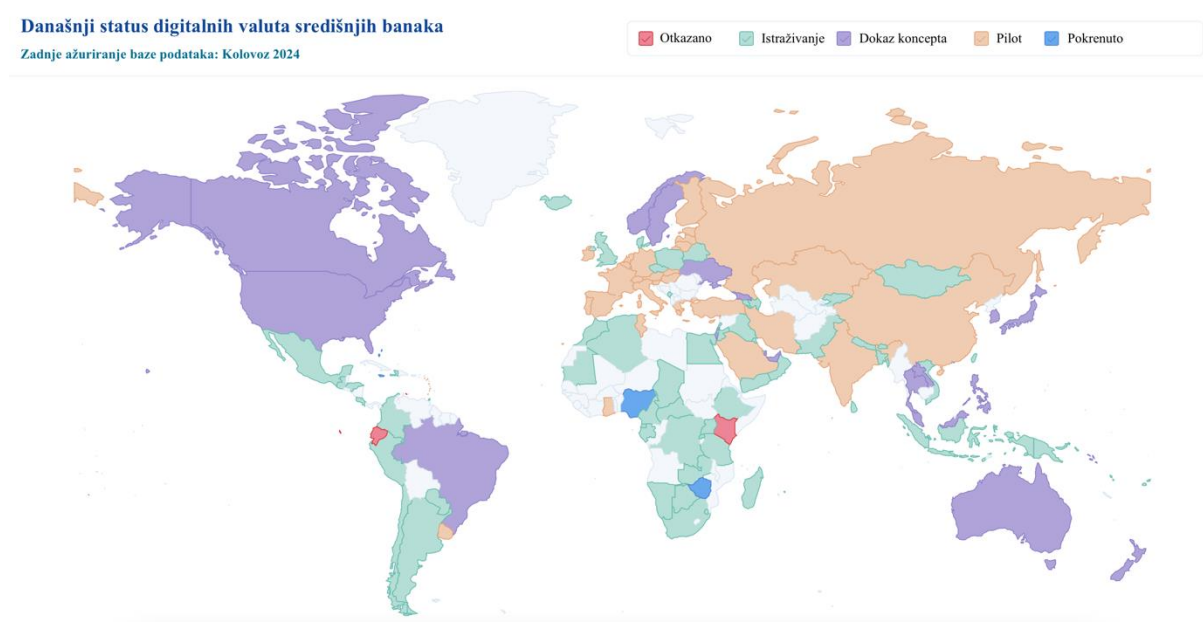 Današnji status digitalnih valuta središnjih banaka
Zadnje ažuriranje baze podataka: Kolovoz 2024
Otkazano Istraživanje Dokaz koncepta Pilot Pokrenuto